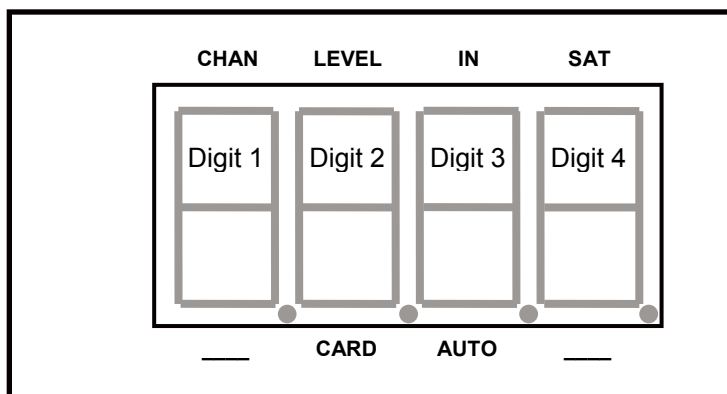 CHAN LEVEL IN SAT
Digit 1 Digit 2 Digit 3 Digit 4
____ CARD AUTO ____